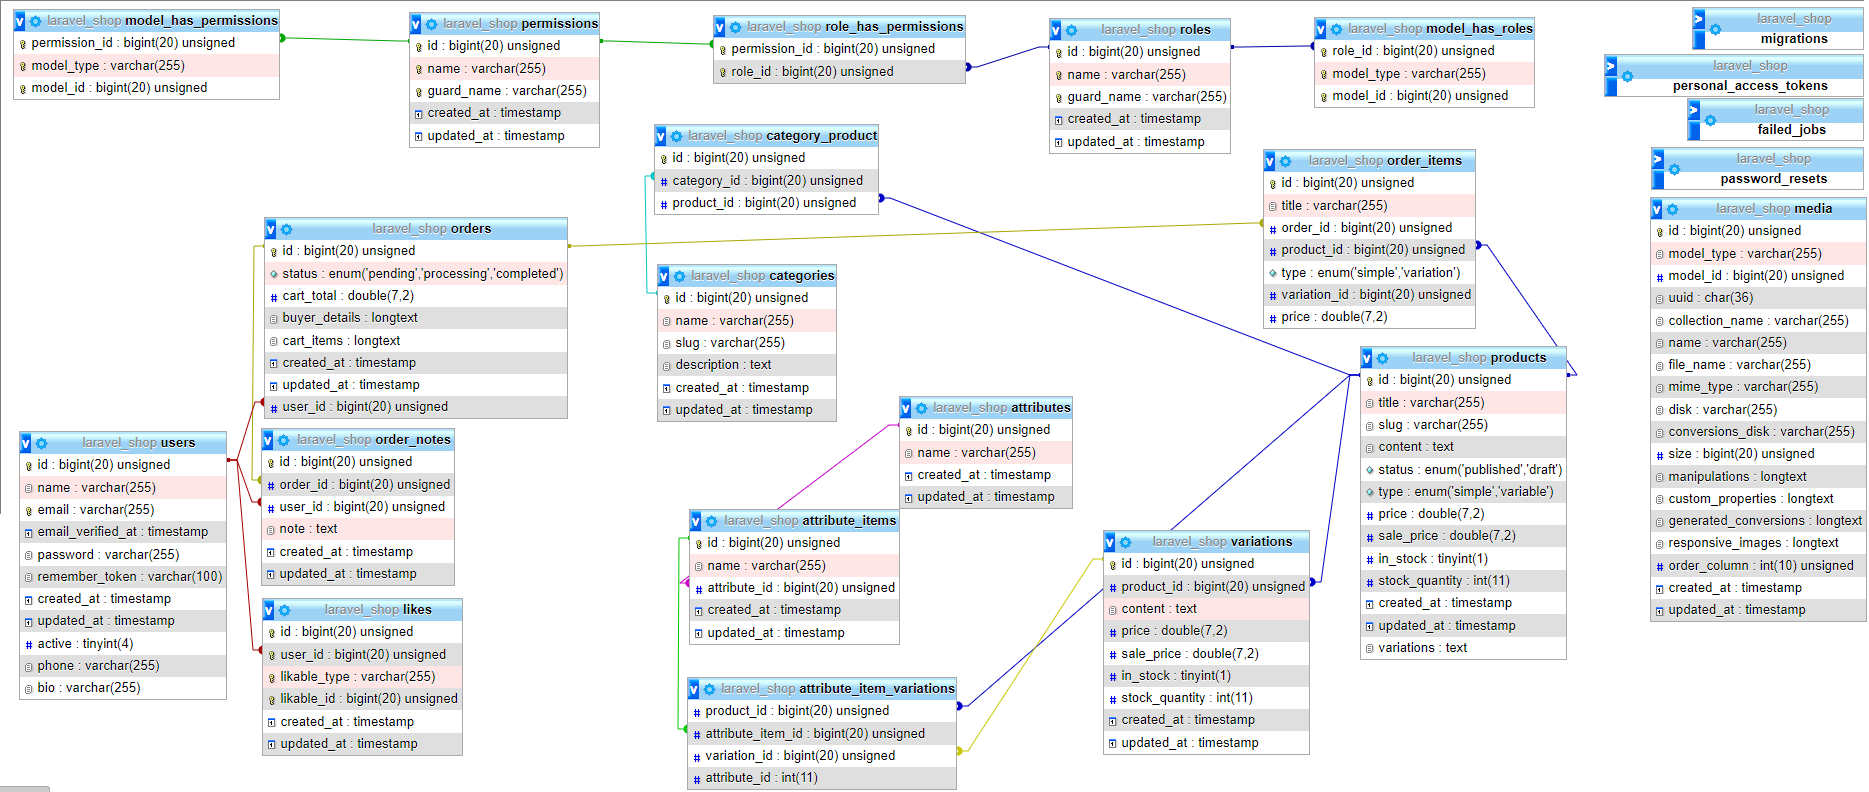 laravel_shop model_has_permissions
permission_id : bigint(20) unsigned
model_type : varchar(255)
model_id : bigint(20) unsigned
laravel_shop permissions
id : bigint(20) unsigned
name : varchar(255)
guard_name : varchar(255)
created_at : timestamp
updated_at : timestamp
laravel_shop role_has_permissions
permission_id : bigint(20) unsigned
role_id : bigint(20) unsigned
laravel_shop roles
id : bigint(20) unsigned
name : varchar(255)
guard_name : varchar(255)
created_at : timestamp
updated_at : timestamp
laravel_shop model_has_roles
role_id : bigint(20) unsigned
model_type : varchar(255)
model_id : bigint(20) unsigned
laravel_shop
migrations
laravel_shop
personal_access_tokens
laravel_shop
failed_jobs
laravel_shop
password_resets
laravel_shop category_product
id : bigint(20) unsigned
category_id : bigint(20) unsigned
product_id : bigint(20) unsigned
laravel_shop order_items
id : bigint(20) unsigned
title : varchar(255)
order_id : bigint(20) unsigned
product_id : bigint(20) unsigned
type : enum('simple','variation')
variation_id : bigint(20) unsigned
price : double(7,2)
laravel_shop media
id : bigint(20) unsigned
model_type : varchar(255)
model_id : bigint(20) unsigned
uuid : char(36)
collection_name : varchar(255)
name : varchar(255)
file_name : varchar(255)
mime_type : varchar(255)
disk : varchar(255)
conversions_disk : varchar(255)
size : bigint(20) unsigned
manipulations : longtext
custom_properties : longtext
generated_conversions : longtext
responsive_images : longtext
order_column : int(10) unsigned
created_at : timestamp
updated_at : timestamp
laravel_shop orders
id : bigint(20) unsigned
status : enum('pending','processing','completed')
cart_total : double(7,2)
buyer_details : longtext
cart_items : longtext
created_at : timestamp
updated_at : timestamp
user_id : bigint(20) unsigned
laravel_shop categories
id : bigint(20) unsigned
name : varchar(255)
slug : varchar(255)
description : text
created_at : timestamp
updated_at : timestamp
laravel_shop products
id : bigint(20) unsigned
title : varchar(255)
slug : varchar(255)
content : text
status : enum('published','draft')
type : enum('simple','variable')
price : double(7,2)
sale_price : double(7,2)
in_stock : tinyint(1)
stock_quantity : int(11)
created_at : timestamp
updated_at : timestamp
variations : text
laravel_shop attributes
id : bigint(20) unsigned
name : varchar(255)
created_at : timestamp
updated_at : timestamp
laravel_shop users
id : bigint(20) unsigned
name : varchar(255)
email : varchar(255)
email_verified_at : timestamp
password : varchar(255)
remember_token : varchar(100)
created_at : timestamp
updated_at : timestamp
active : tinyint(4)
phone : varchar(255)
bio : varchar(255)
laravel_shop order_notes
id : bigint(20) unsigned
order_id : bigint(20) unsigned
user_id : bigint(20) unsigned
note : text
created_at : timestamp
updated_at : timestamp
laravel_shop attribute_items
id : bigint(20) unsigned
name : varchar(255)
attribute_id : bigint(20) unsigned
created_at : timestamp
updated_at : timestamp
laravel_shop variations
id : bigint(20) unsigned
product_id : bigint(20) unsigned
content : text
price : double(7,2)
sale_price : double(7,2)
in_stock : tinyint(1)
stock_quantity : int(11)
created_at : timestamp
updated_at : timestamp
laravel_shop likes
id : bigint(20) unsigned
user_id : bigint(20) unsigned
likable_type : varchar(255)
likable_id : bigint(20) unsigned
created_at : timestamp
updated_at : timestamp
laravel_shop attribute_item_variations
product_id : bigint(20) unsigned
attribute_item_id : bigint(20) unsigned
variation_id : bigint(20) unsigned
attribute_id : int(11)